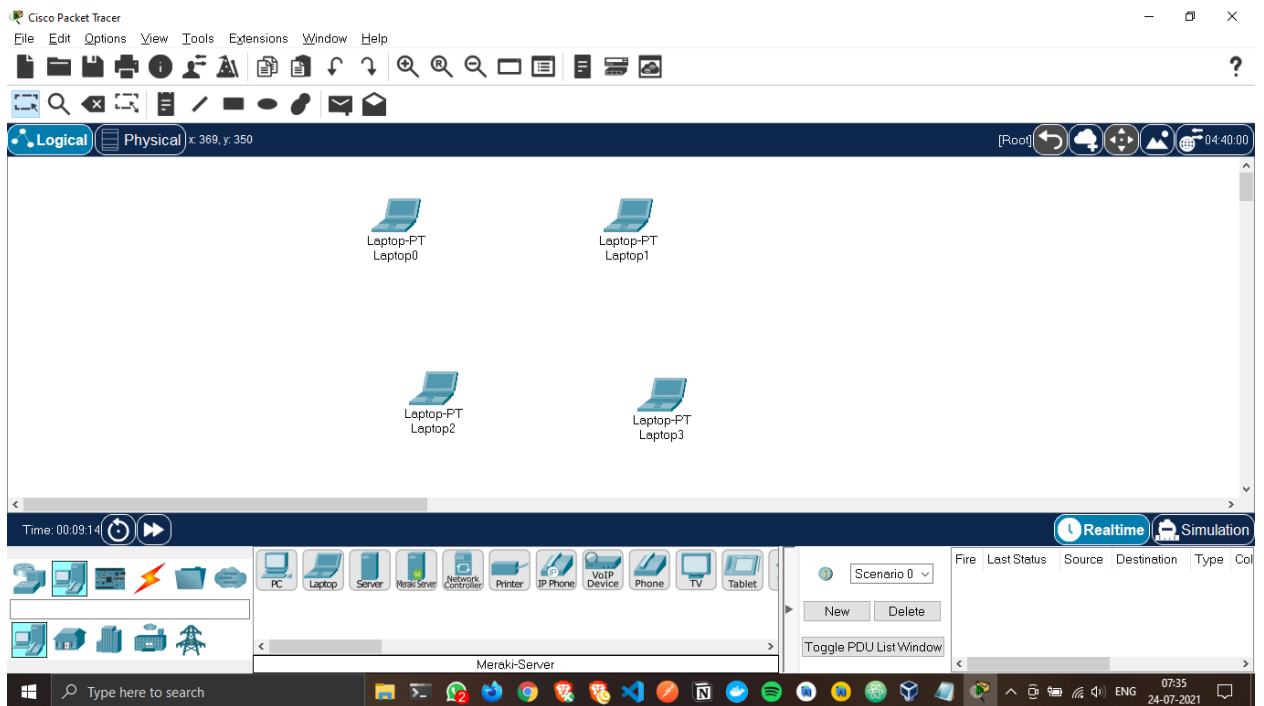 Cisco Packet Tracer
File Edit Options View Tools Extensions Window Help
?
Logical Physical x: 369, y: 350 [Root] 04:40:00
Laptop-PT
Laptop0
Laptop-PT
Laptop1
Laptop-PT
Laptop2
Laptop-PT
Laptop3
Time: 00:09:14 Realtime Simulation
PC Laptop Server Meraki Server Network Controller Printer IP Phone VoIP Device Phone TV Tablet
Scenario 0
Fire Last Status Source Destination Type Col
New Delete
Toggle PDU List Window
Meraki-Server
Type here to search
ENG
07:35
24-07-2021